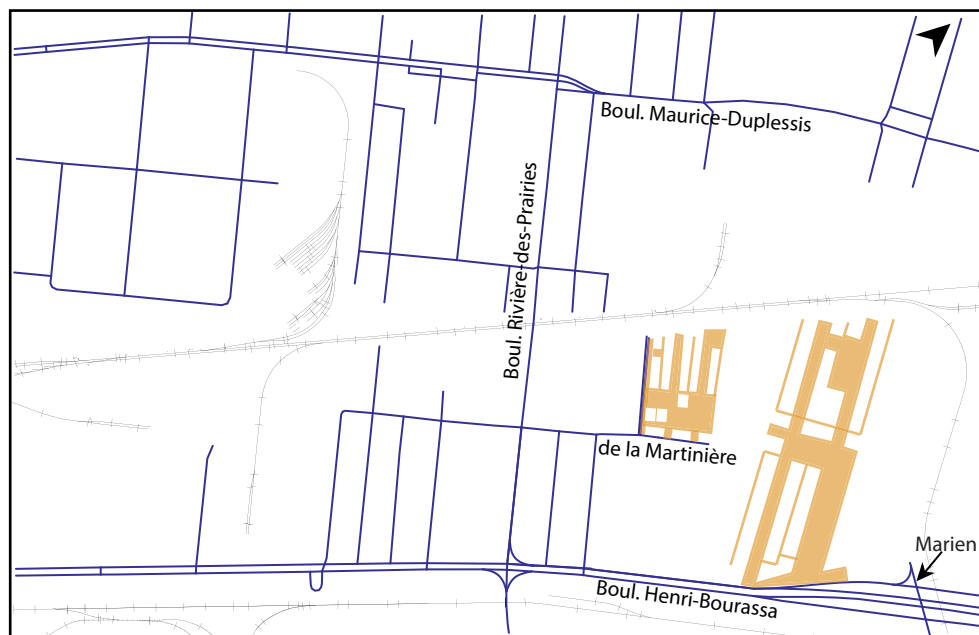 Boul. Maurice-Duplessis
Boul. Rivière-des-Prairies
de la Martinière
Marien
Boul. Henri-Bourassa